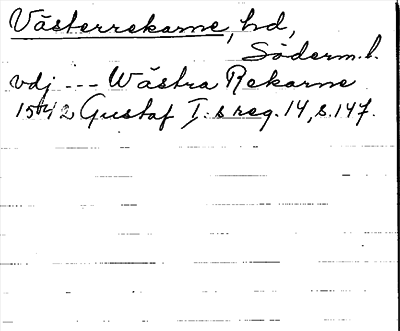 Västerrekarne, hd,
Söderm.l.
vdj --- Wästra Rekarne
1542 Gustaf I:s reg. 14, s. 147.